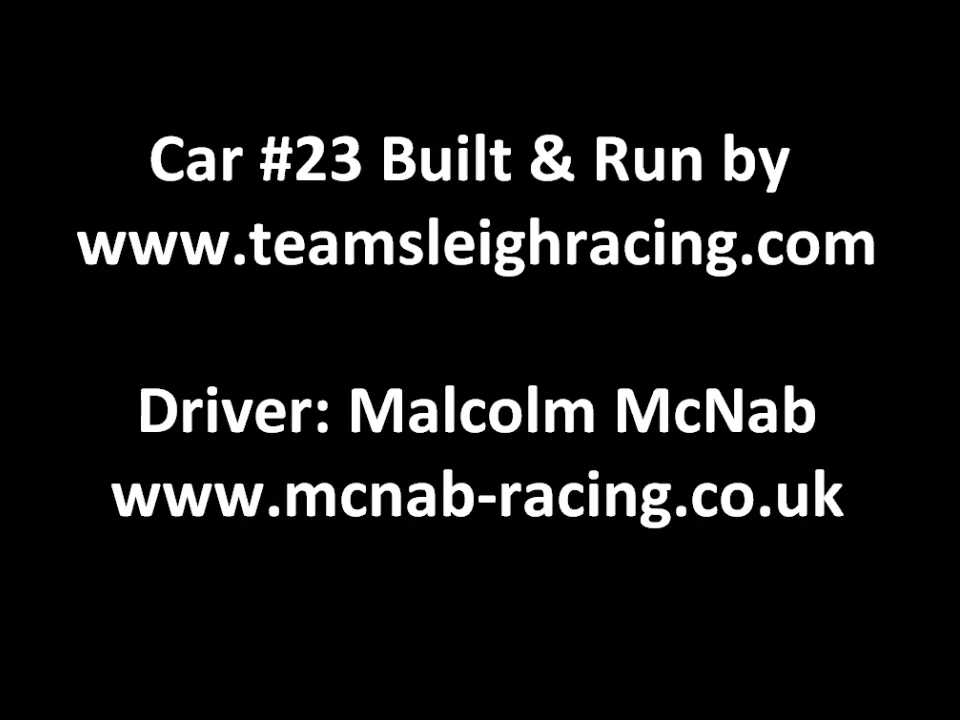 Car #23 Built & Run by
www.teamsleighracing.com
Driver: Malcolm McNab
www.mcnab-racing.co.uk